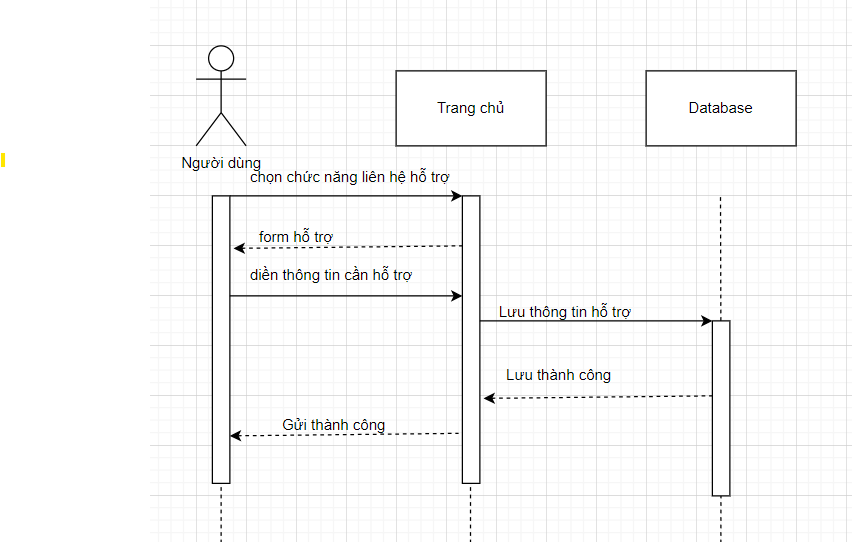 Trang chủ
Database
Người dùng
chọn chức năng liên hệ hỗ trợ
form hỗ trợ
diền thông tin cần hỗ trợ
Lưu thông tin hỗ trợ
Lưu thành công
Gửi thành công